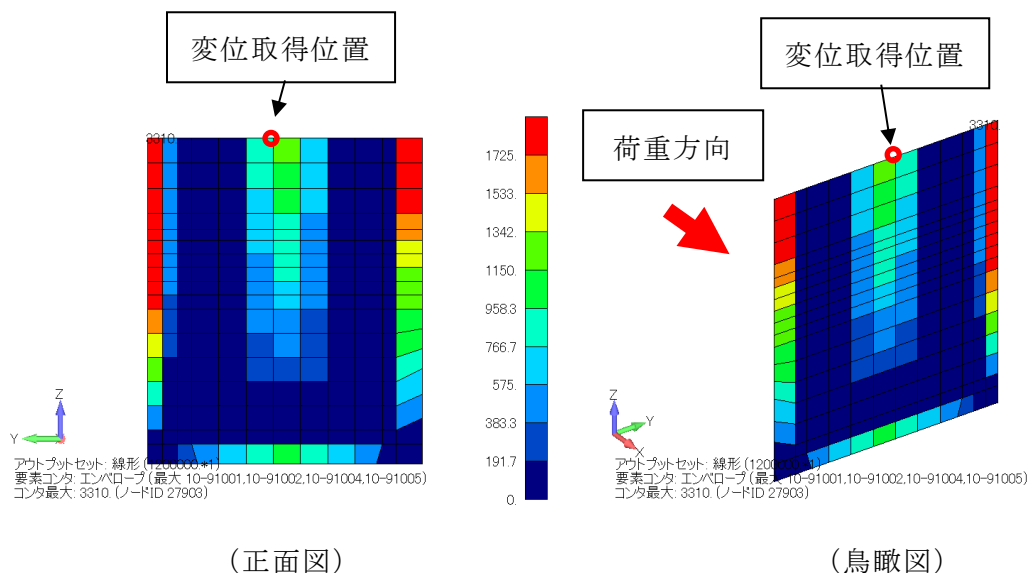 変位取得位置
変位取得位置
荷重方向
3310.
3310.
1725.
1533.
1342.
1150.
958.3
766.7
575.
383.3
191.7
0.
Z
Y
Z
Y
X
アウトプットセット: 線形 (1200000.*1)
要素コンタ: エンベロープ (最大 10-91001,10-91002,10-91004,10-91005)
コンタ最大: 3310. (ノードID 27903)
アウトプットセット: 線形
要素コンタ: エンベロープ (最大 10-91001,10-91002,10-91004,10-91005)
コンタ最大: 3310. (ノードID 27903)
(正面図)
(鳥瞰図)